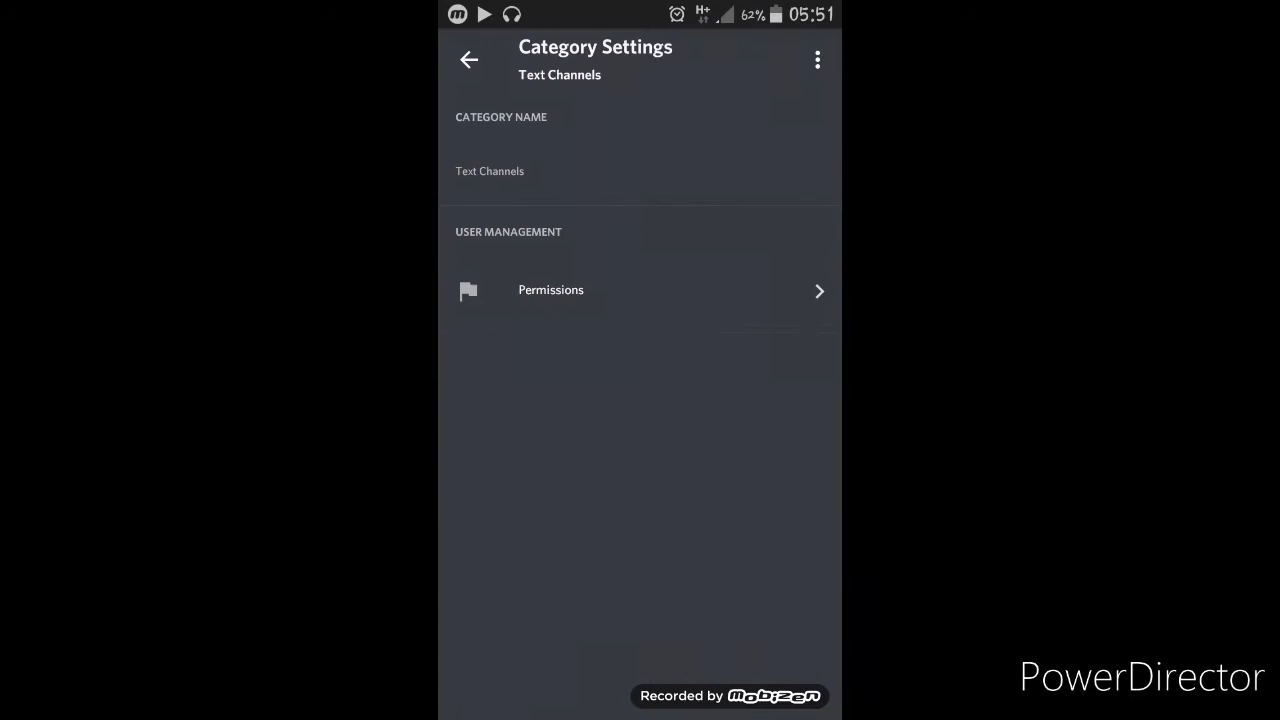 H+ 62% 05:51
Category Settings
Text Channels
CATEGORY NAME
Text Channels
USER MANAGEMENT
Permissions
Recorded by mobizen
PowerDirector